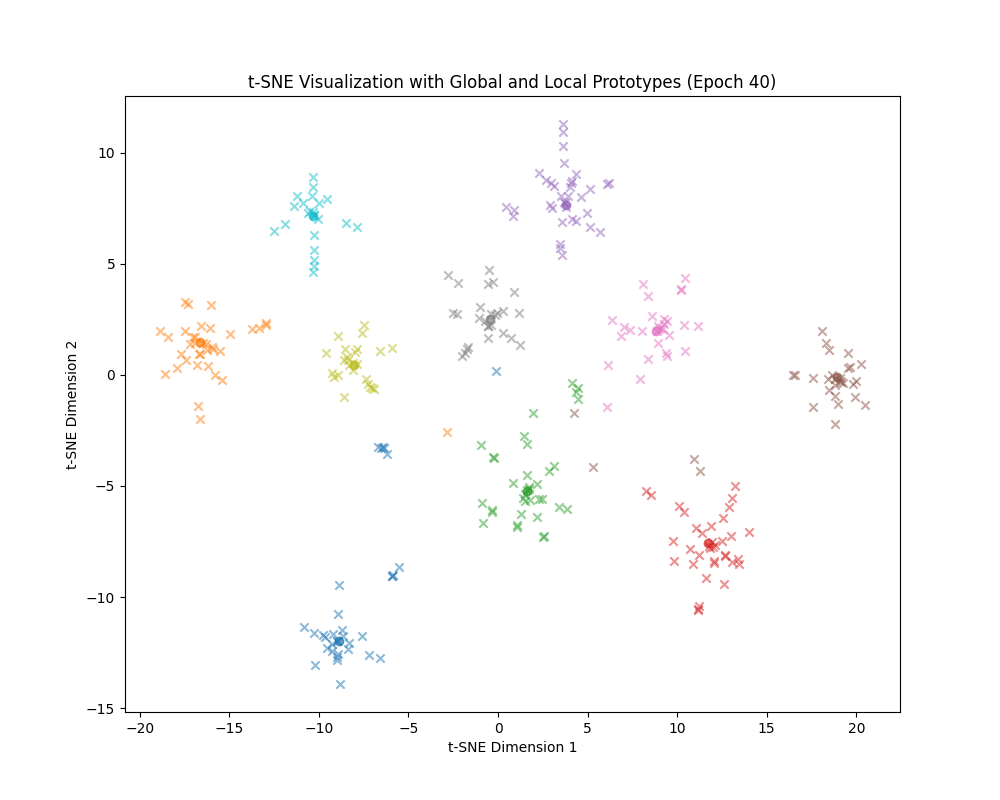 t-SNE Visualization with Global and Local Prototypes (Epoch 40)
10
5
0
−5
−10
−15
t-SNE Dimension 2
−20 −15 −10 −5 0 5 10 15 20
t-SNE Dimension 1